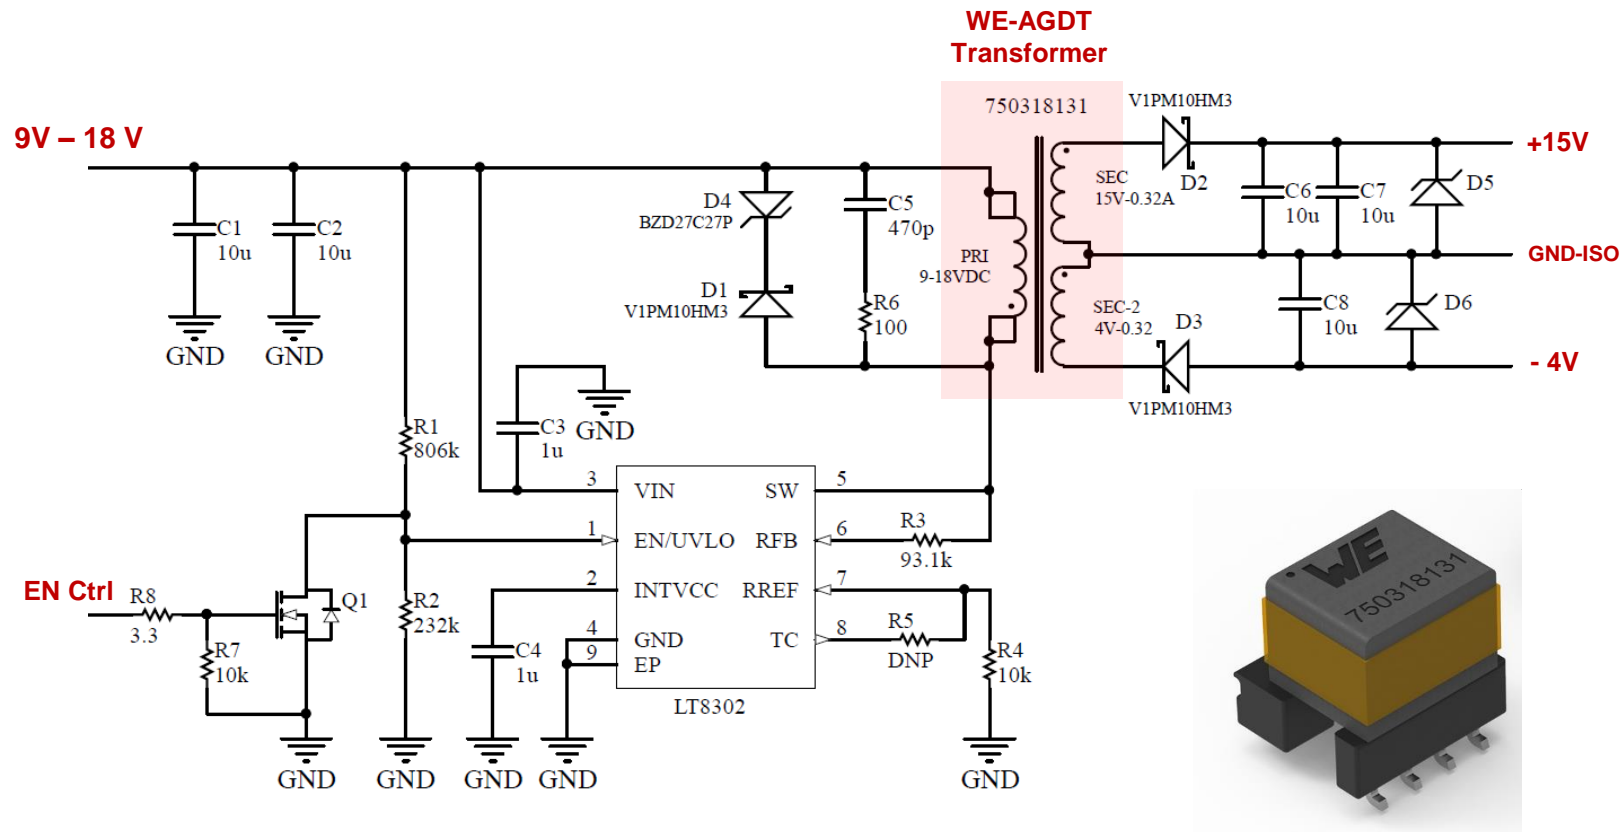 WE-AGDT
Transformer
750318131
V1PM10HM3
9V – 18 V
+15V
D2
SEC
15V-0.32A
D4
BZD27C27P
C5
470p
C6
10u
C7
10u
D5
C1
10u
C2
10u
PRI
9-18VDC
GND-ISO
D1
V1PM10HM3
R6
100
SEC-2
4V-0.32
D3
C8
10u
D6
GND
GND
- 4V
V1PM10HM3
R1
806k
C3
1u
GND
3
VIN
SW
5
1
EN/UVLO
RFB
6
R3
93.1k
EN Ctrl
R8
3.3
Q1
R2
232k
2
INTVCC
RREF
7
R7
10k
C4
1u
4
GND
9
EP
TC
8
R5
DNP
R4
10k
LT8302
GND
GND
GND
GND
GND
WE
750318131